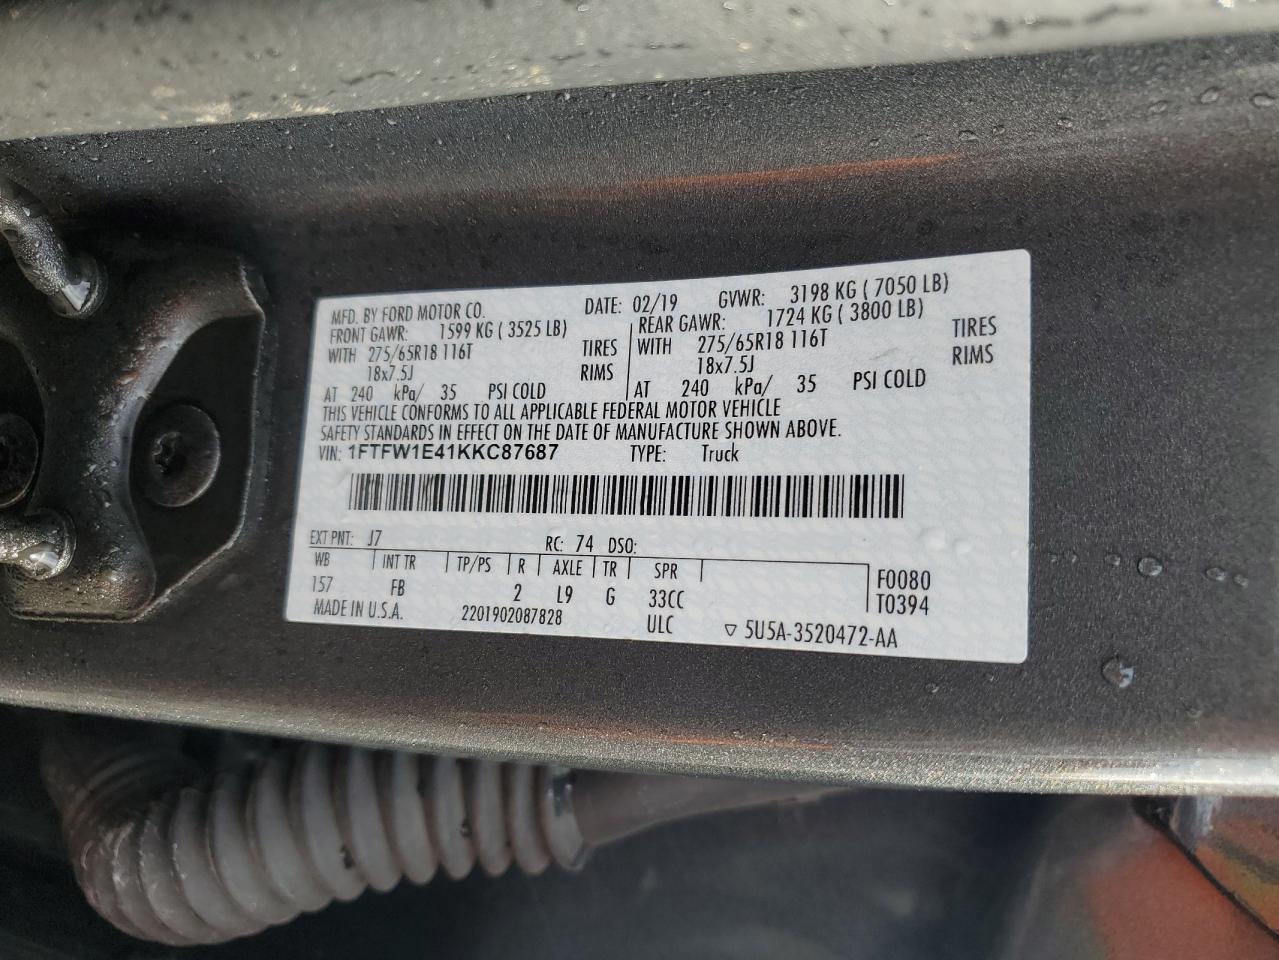 MFD. BY FORD MOTOR CO. DATE: 02/19 GVWR: 3198 KG ( 7050 LB)
FRONT GAWR: 1599 KG ( 3525 LB) REAR GAWR: 1724 KG ( 3800 LB)
WITH 275/65R18 116T TIRES WITH 275/65R18 116T TIRES
18x7.5J RIMS 18x7.5J RIMS
AT 240 kPa/ 35 PSI COLD AT 240 kPa/ 35 PSI COLD
THIS VEHICLE CONFORMS TO ALL APPLICABLE FEDERAL MOTOR VEHICLE
SAFETY STANDARDS IN EFFECT ON THE DATE OF MANUFACTURE SHOWN ABOVE.
VIN: 1FTFW1E41KKC87687 TYPE: Truck
EXT PNT: J7 RC: 74 DSO:
WB INT TR TP/PS R AXLE TR SPR F0080
157 FB 2 L9 G 33CC T0394
MADE IN U.S.A. 2201902087828 ULC ▽ 5U5A-3520472-AA